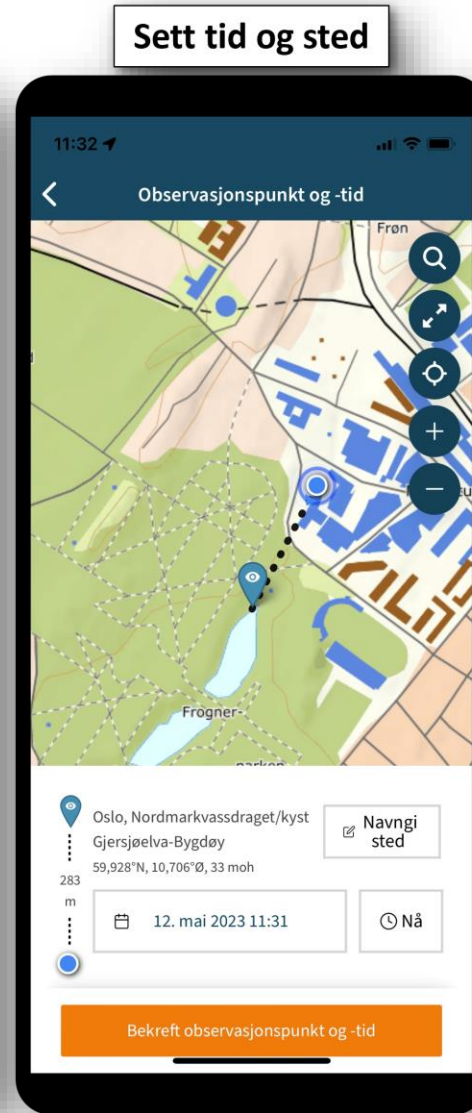 Sett tid og sted
11:32
Observasjonspunkt og -tid
Frøn
Frogner-
parken
Oslo, Nordmarkvassdraget/kyst
Gjersjøelva-Bygdøy
59,928°N, 10,706°Ø, 33 moh
Navngi
sted
283
m
12. mai 2023 11:31
Nå
Bekreft observasjonspunkt og -tid